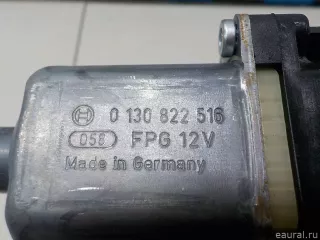 0 130 822 516
058 FPG 12V
Made in Germany
eaural.ru